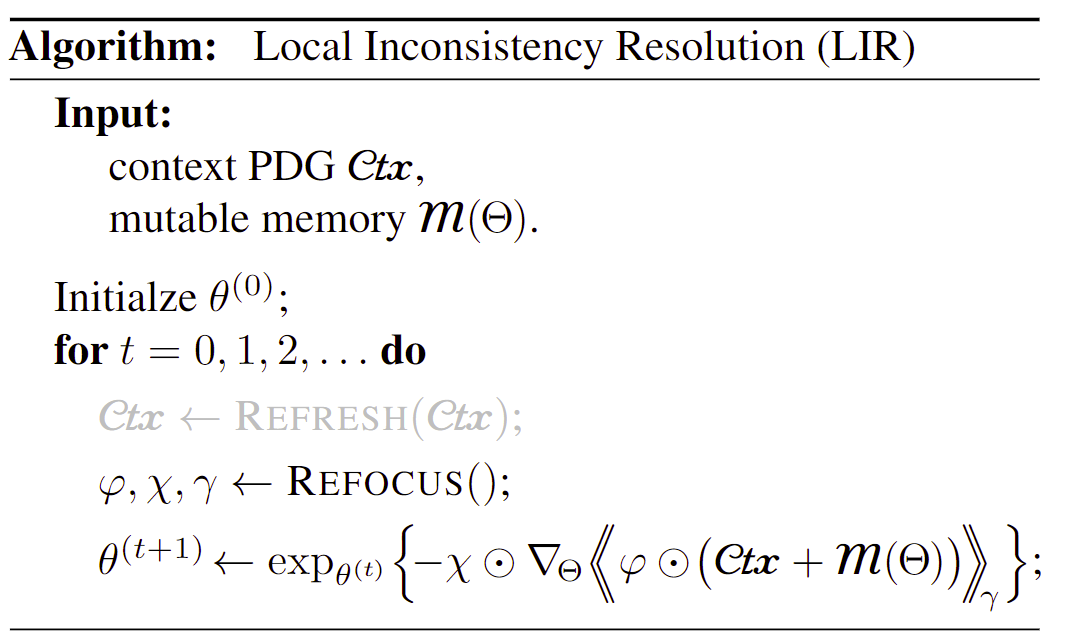 Algorithm: Local Inconsistency Resolution (LIR)
Input:
context PDG 𝒞tx,
mutable memory ℳ(Θ).
Initialze θ⁽⁰⁾;
for t = 0, 1, 2, . . . do
𝒞tx ← REFRESH(𝒞tx);
φ, χ, γ ← REFOCUS();
θ⁽ᵗ⁺¹⁾ ← exp_θ⁽ᵗ⁾ {−χ ⊙ ∇_Θ ⟪φ ⊙ (𝒞tx + ℳ(Θ))⟫_γ};